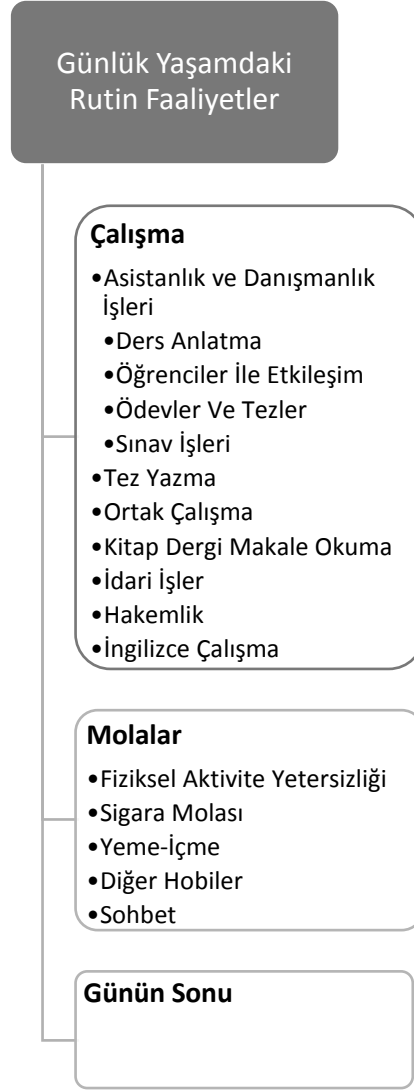 Günlük Yaşamdaki
Rutin Faaliyetler
Çalışma
•Asistanlık ve Danışmanlık
İşleri
•Ders Anlatma
•Öğrenciler İle Etkileşim
•Ödevler Ve Tezler
•Sınav İşleri
•Tez Yazma
•Ortak Çalışma
•Kitap Dergi Makale Okuma
•İdari İşler
•Hakemlik
•İngilizce Çalışma
Molalar
•Fiziksel Aktivite Yetersizliği
•Sigara Molası
•Yeme-İçme
•Diğer Hobiler
•Sohbet
Günün Sonu